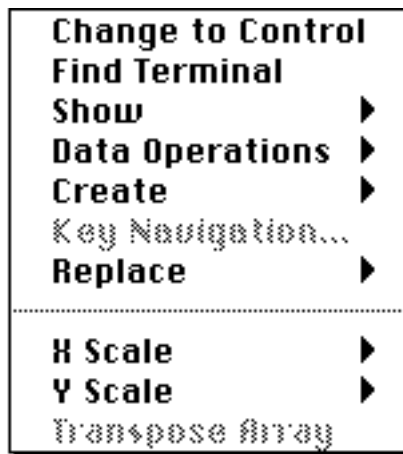 Change to Control
Find Terminal
Show
Data Operations
Create
Key Navigation...
Replace
X Scale
Y Scale
Transpose Array